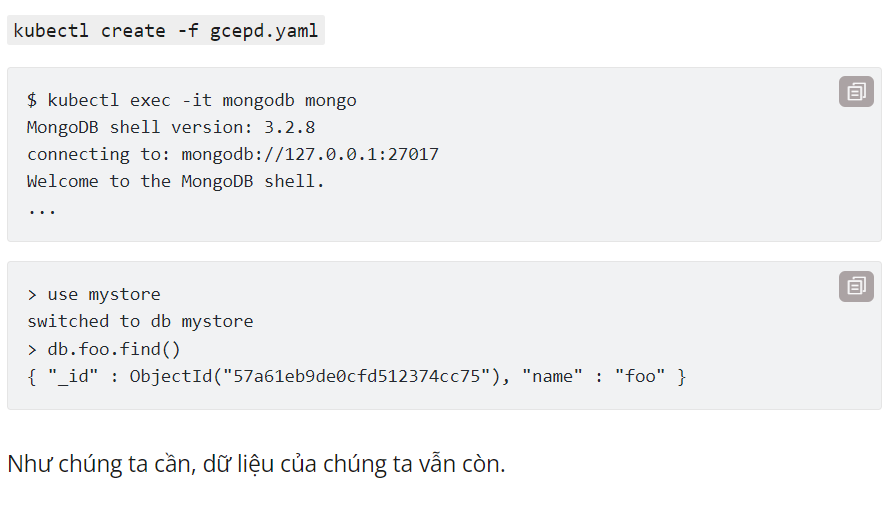 kubectl create -f gcepd.yaml
$ kubectl exec -it mongodb mongo
MongoDB shell version: 3.2.8
connecting to: mongodb://127.0.0.1:27017
Welcome to the MongoDB shell.
...
> use mystore
switched to db mystore
> db.foo.find()
{ "_id" : ObjectId("57a61eb9de0cfd512374cc75"), "name" : "foo" }
Như chúng ta cần, dữ liệu của chúng ta vẫn còn.